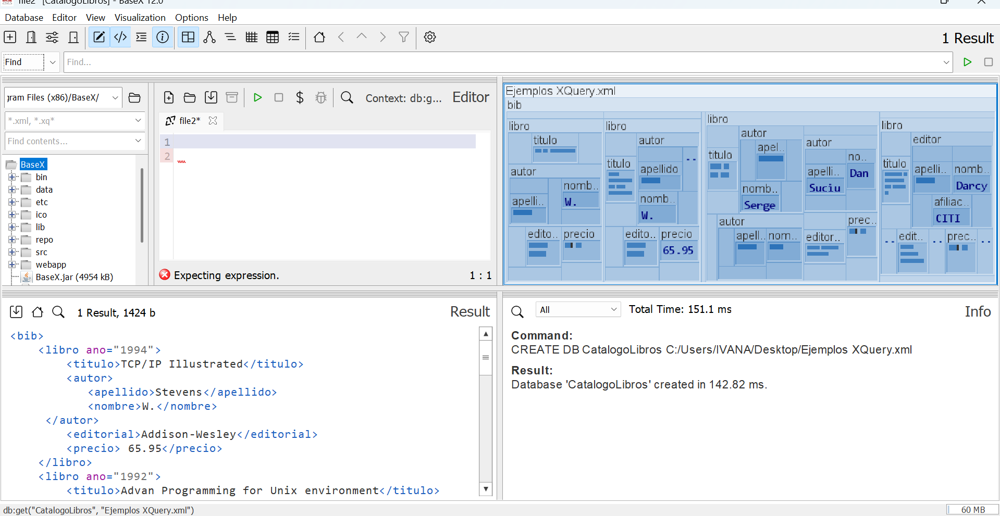 file2* [CatalogoLibros] - BaseX 12.0
Database Editor View Visualization Options Help
1 Result
Find
Find...
gram Files (x86)/BaseX/
*.xml, *.xq*
Find contents...
BaseX
bin
data
etc
ico
lib
repo
src
webapp
BaseX.jar (4954 kB)
Context: db:g... Editor
file2*
1
2
Expecting expression. 1 : 1
Ejemplos XQuery.xml
bib
libro
titulo
autor
apelli..
nomb..
W.
edito..
precio
libro
titulo
autor
apellido
..
nomb..
W.
edito..
precio
65.95
libro
titulo
autor
apel..
nomb..
Serge
autor
apelli..
Suciu
no..
Dan
autor
apell..
nom..
editor..
prec..
libro
titulo
editor
apelli..
nomb..
Darcy
afiliac..
CITI
..
edit..
..
prec..
..
1 Result, 1424 b Result
<bib>
<libro ano="1994">
<titulo>TCP/IP Illustrated</titulo>
<autor>
<apellido>Stevens</apellido>
<nombre>W.</nombre>
</autor>
<editorial>Addison-Wesley</editorial>
<precio> 65.95</precio>
</libro>
<libro ano="1992">
<titulo>Advan Programming for Unix environment</titulo>
All Total Time: 151.1 ms Info
Command:
CREATE DB CatalogoLibros C:/Users/IVANA/Desktop/Ejemplos XQuery.xml
Result:
Database 'CatalogoLibros' created in 142.82 ms.
db:get("CatalogoLibros", "Ejemplos XQuery.xml")
60 MB